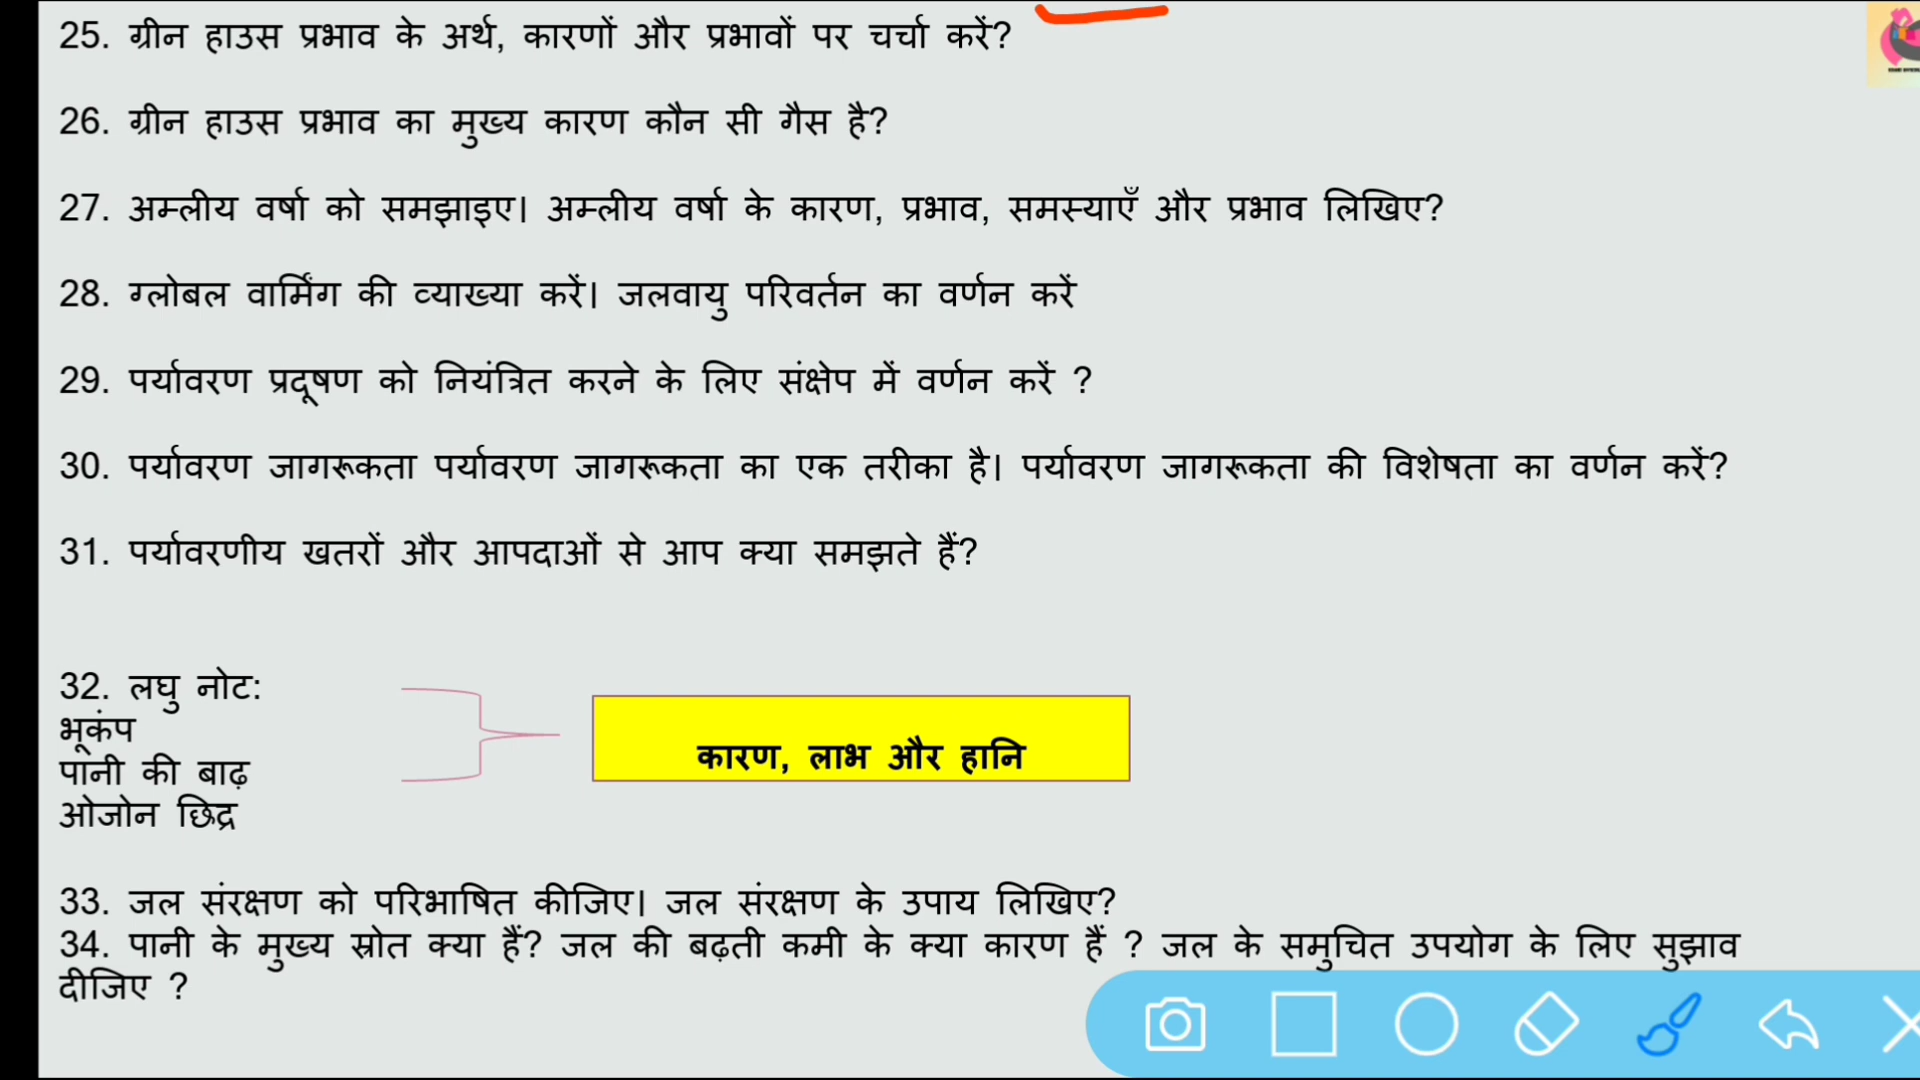 25. ग्रीन हाउस प्रभाव के अर्थ, कारणों और प्रभावों पर चर्चा करें?
26. ग्रीन हाउस प्रभाव का मुख्य कारण कौन सी गैस है?
27. अम्लीय वर्षा को समझाइए। अम्लीय वर्षा के कारण, प्रभाव, समस्याएँ और प्रभाव लिखिए?
28. ग्लोबल वार्मिंग की व्याख्या करें। जलवायु परिवर्तन का वर्णन करें
29. पर्यावरण प्रदूषण को नियंत्रित करने के लिए संक्षेप में वर्णन करें ?
30. पर्यावरण जागरूकता पर्यावरण जागरूकता का एक तरीका है। पर्यावरण जागरूकता की विशेषता का वर्णन करें?
31. पर्यावरणीय खतरों और आपदाओं से आप क्या समझते हैं?
32. लघु नोट:
भूकंप
पानी की बाढ़
ओजोन छिद्र
कारण, लाभ और हानि
33. जल संरक्षण को परिभाषित कीजिए। जल संरक्षण के उपाय लिखिए?
34. पानी के मुख्य स्रोत क्या हैं? जल की बढ़ती कमी के क्या कारण हैं ? जल के समुचित उपयोग के लिए सुझाव
दीजिए ?